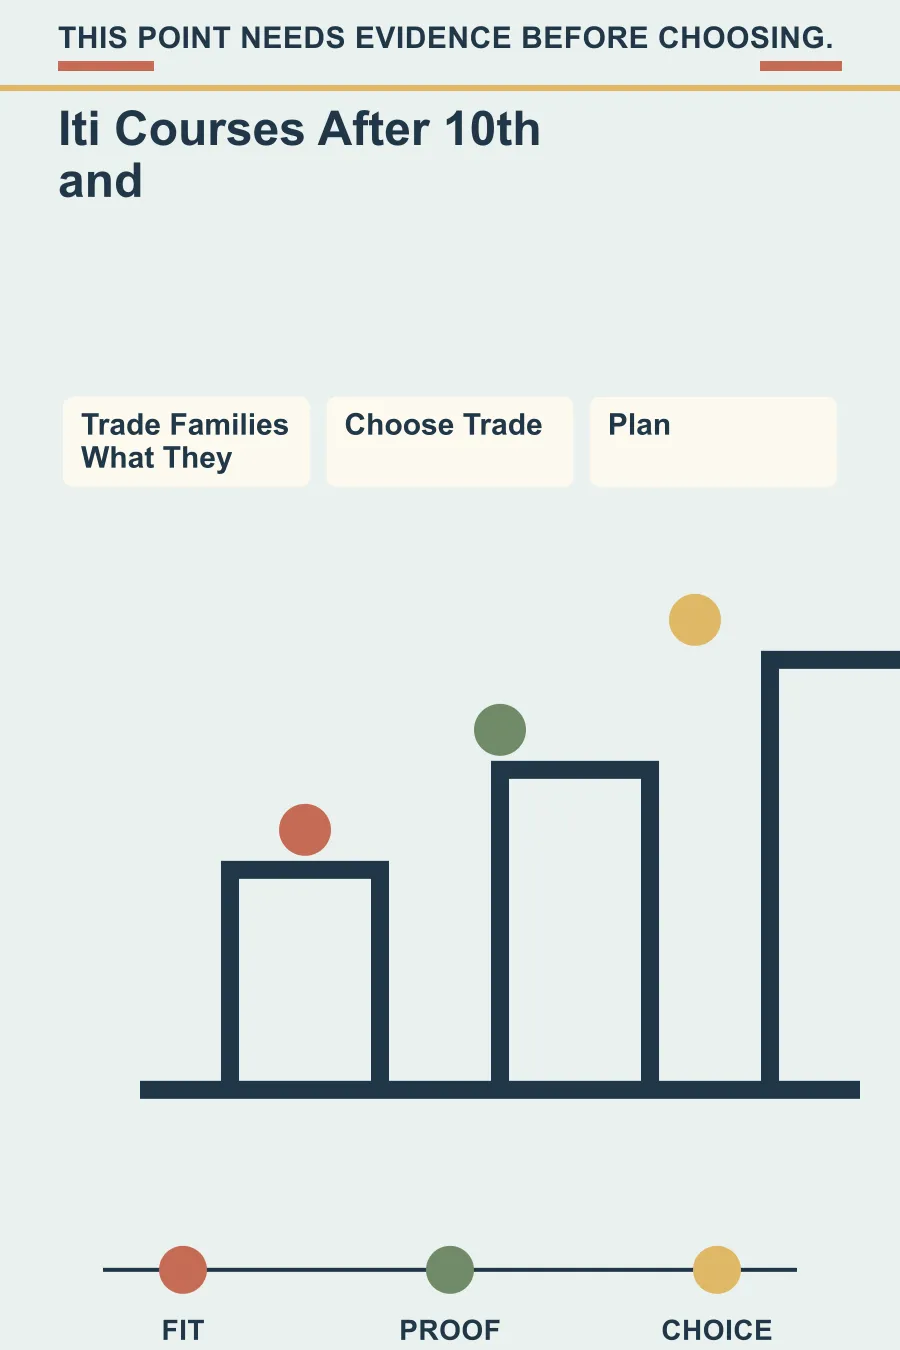 THIS POINT NEEDS EVIDENCE BEFORE CHOOSING.
Iti Courses After 10th
and
Trade Families
What They
Choose Trade
Plan
FIT
PROOF
CHOICE